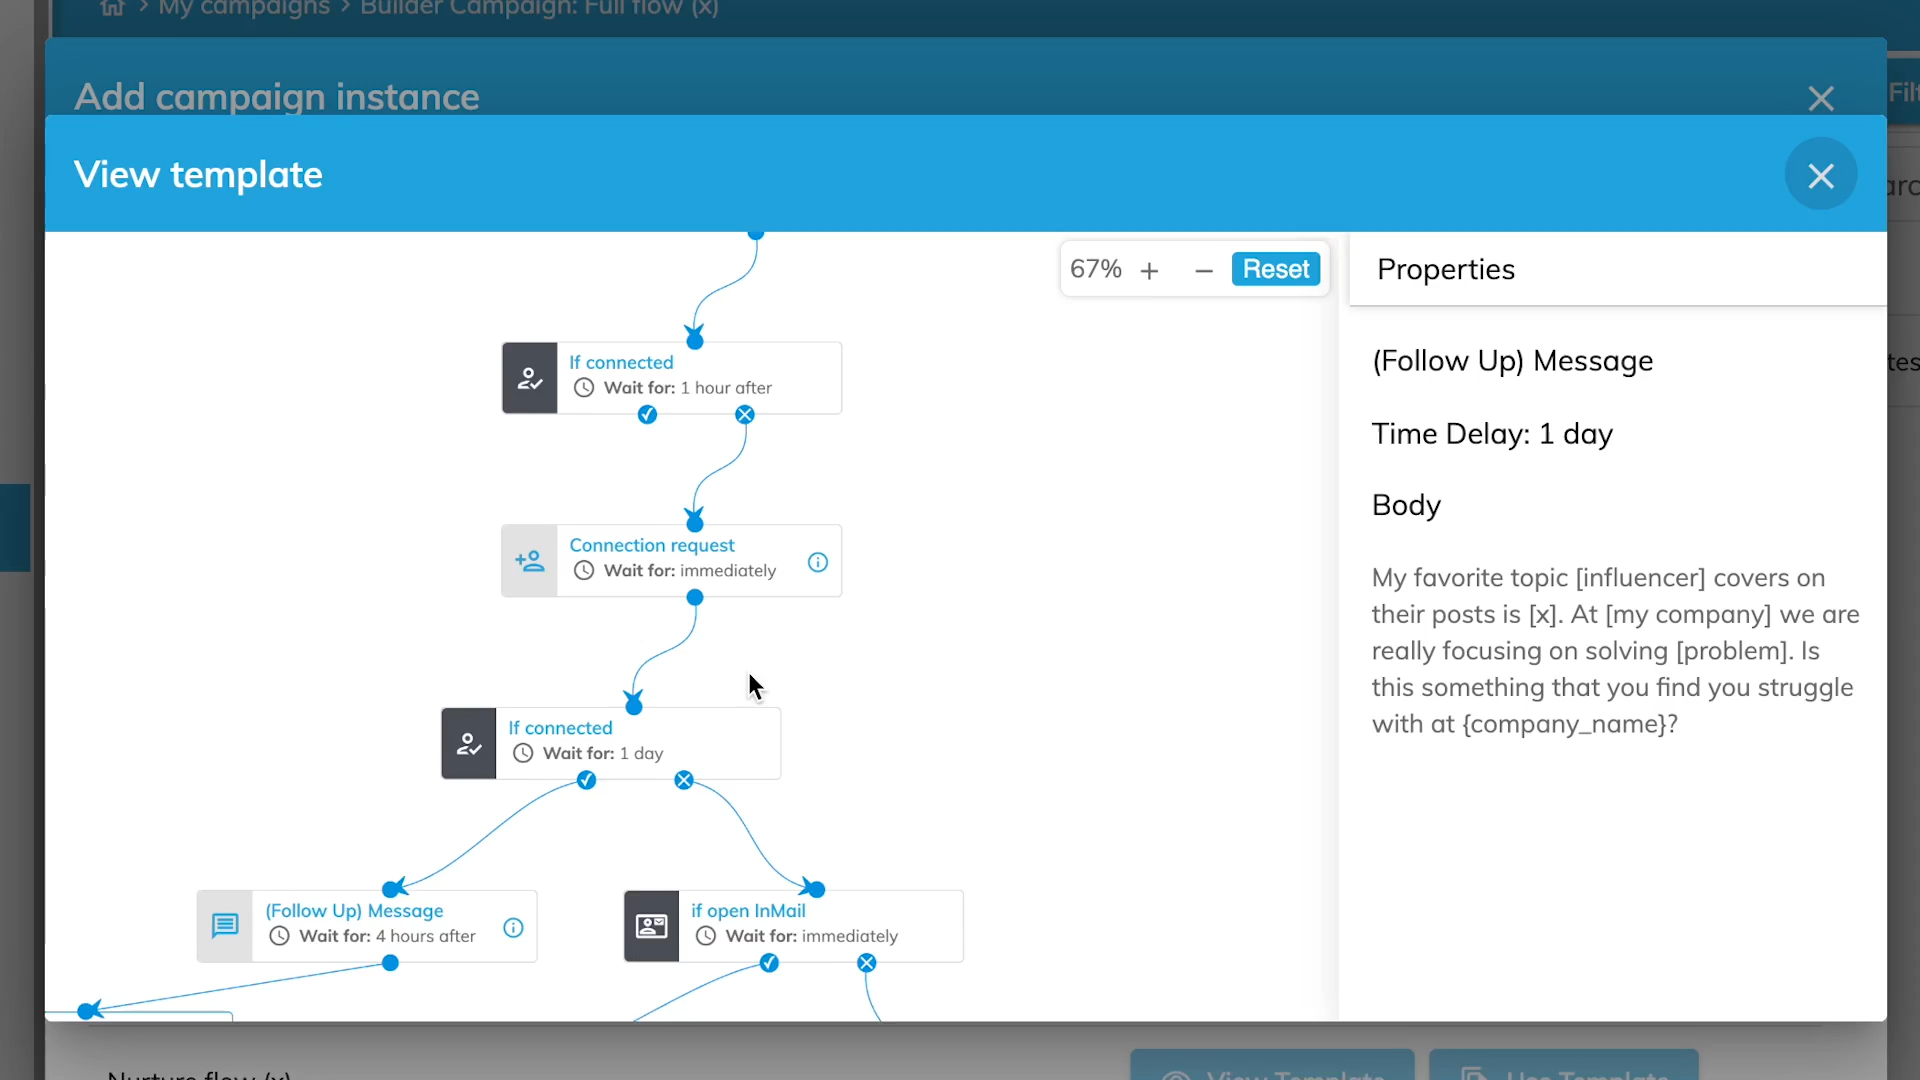 My campaigns > Builder Campaign: Full flow (x)
Add campaign instance
Filt
View template
arc
67% + − Reset
Properties
If connected
Wait for: 1 hour after
(Follow Up) Message
tes
Time Delay: 1 day
Body
Connection request
Wait for: immediately
My favorite topic [influencer] covers on
their posts is [x]. At [my company] we are
really focusing on solving [problem]. Is
this something that you find you struggle
with at {company_name}?
If connected
Wait for: 1 day
(Follow Up) Message
Wait for: 4 hours after
if open InMail
Wait for: immediately
Nurture flow (x)
View Template
Use Template